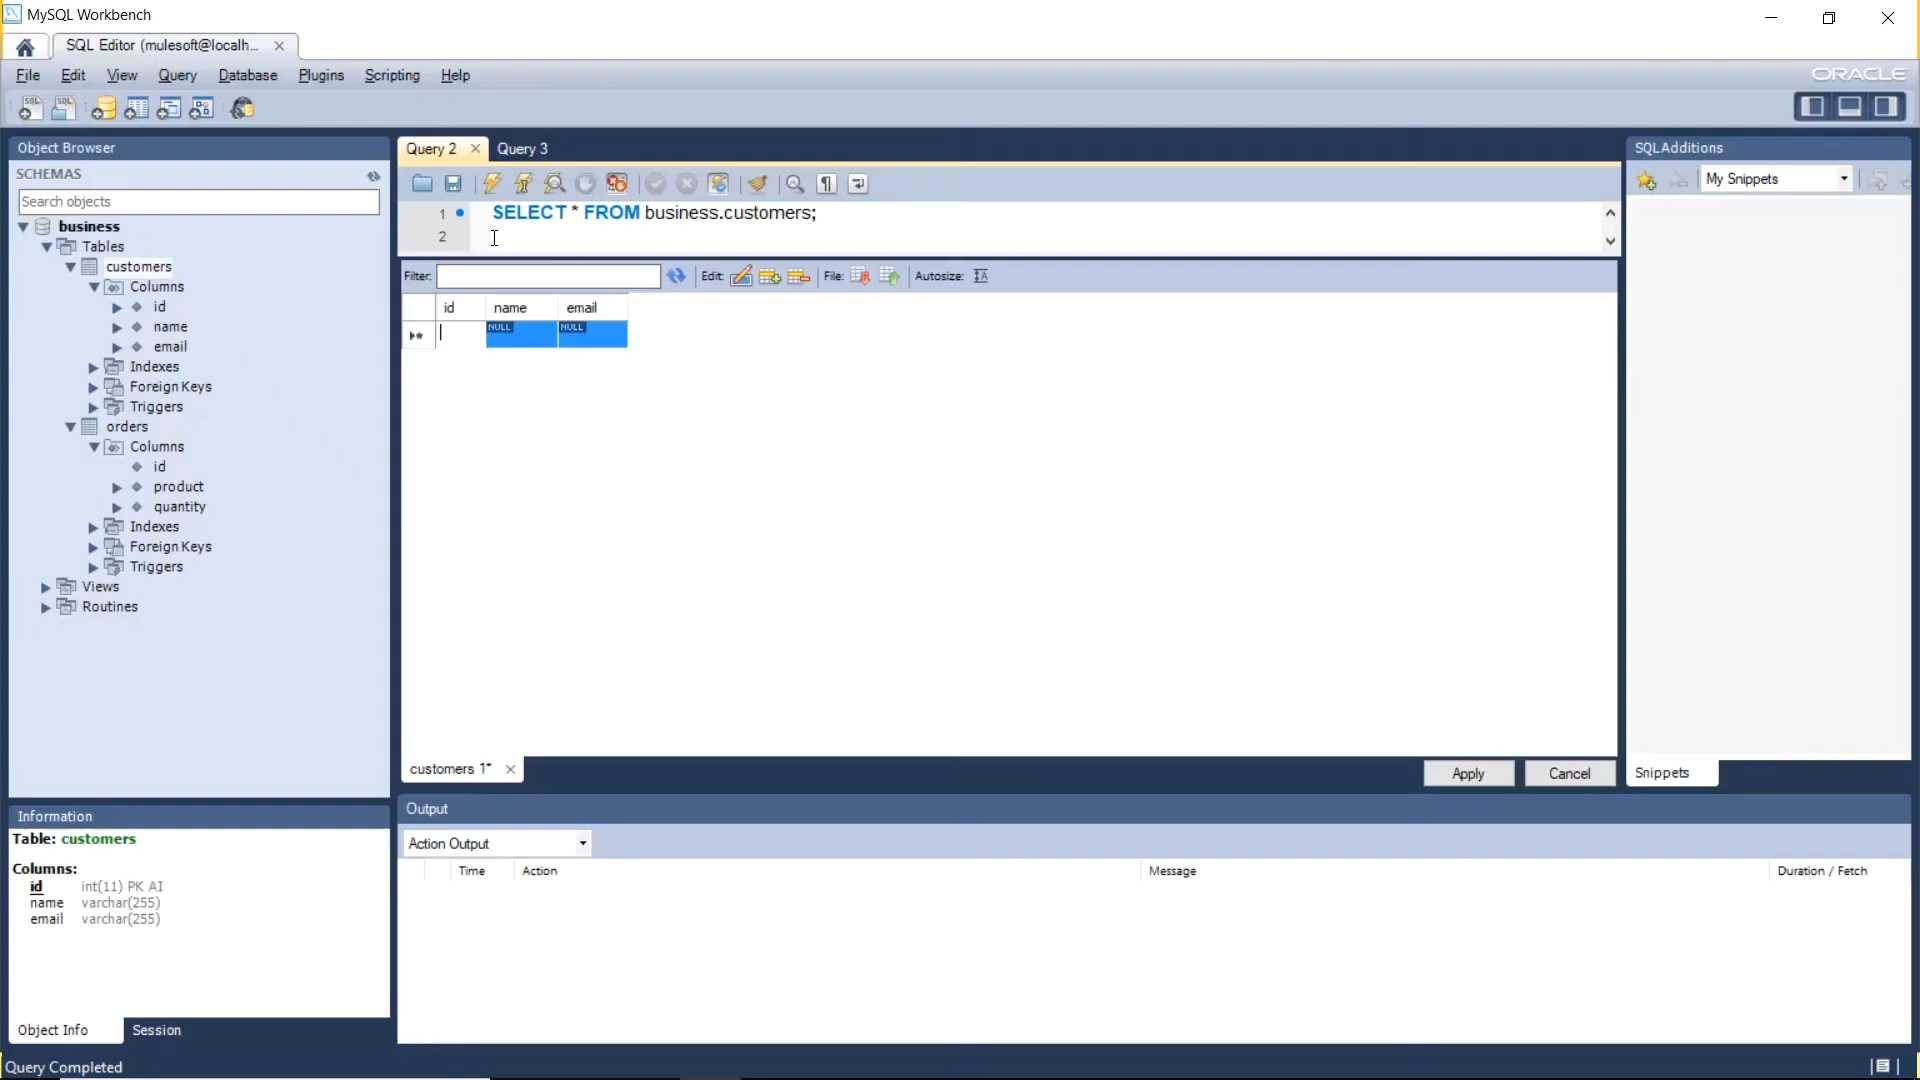 MySQL Workbench
SQL Editor (mulesoft@localh...
File Edit View Query Database Plugins Scripting Help
ORACLE
Object Browser
SCHEMAS
Search objects
business
Tables
customers
Columns
id
name
email
Indexes
Foreign Keys
Triggers
orders
Columns
id
product
quantity
Indexes
Foreign Keys
Triggers
Views
Routines
Information
Table: customers
Columns:
id int(11) PK AI
name varchar(255)
email varchar(255)
Object Info Session
Query Completed
Query 2 Query 3
1 SELECT * FROM business.customers;
2
Filter: Edit: File: Autosize:
id name email
NULL NULL
customers 1*
Apply Cancel
Output
Action Output
Time Action Message Duration / Fetch
SQLAdditions
My Snippets
Snippets